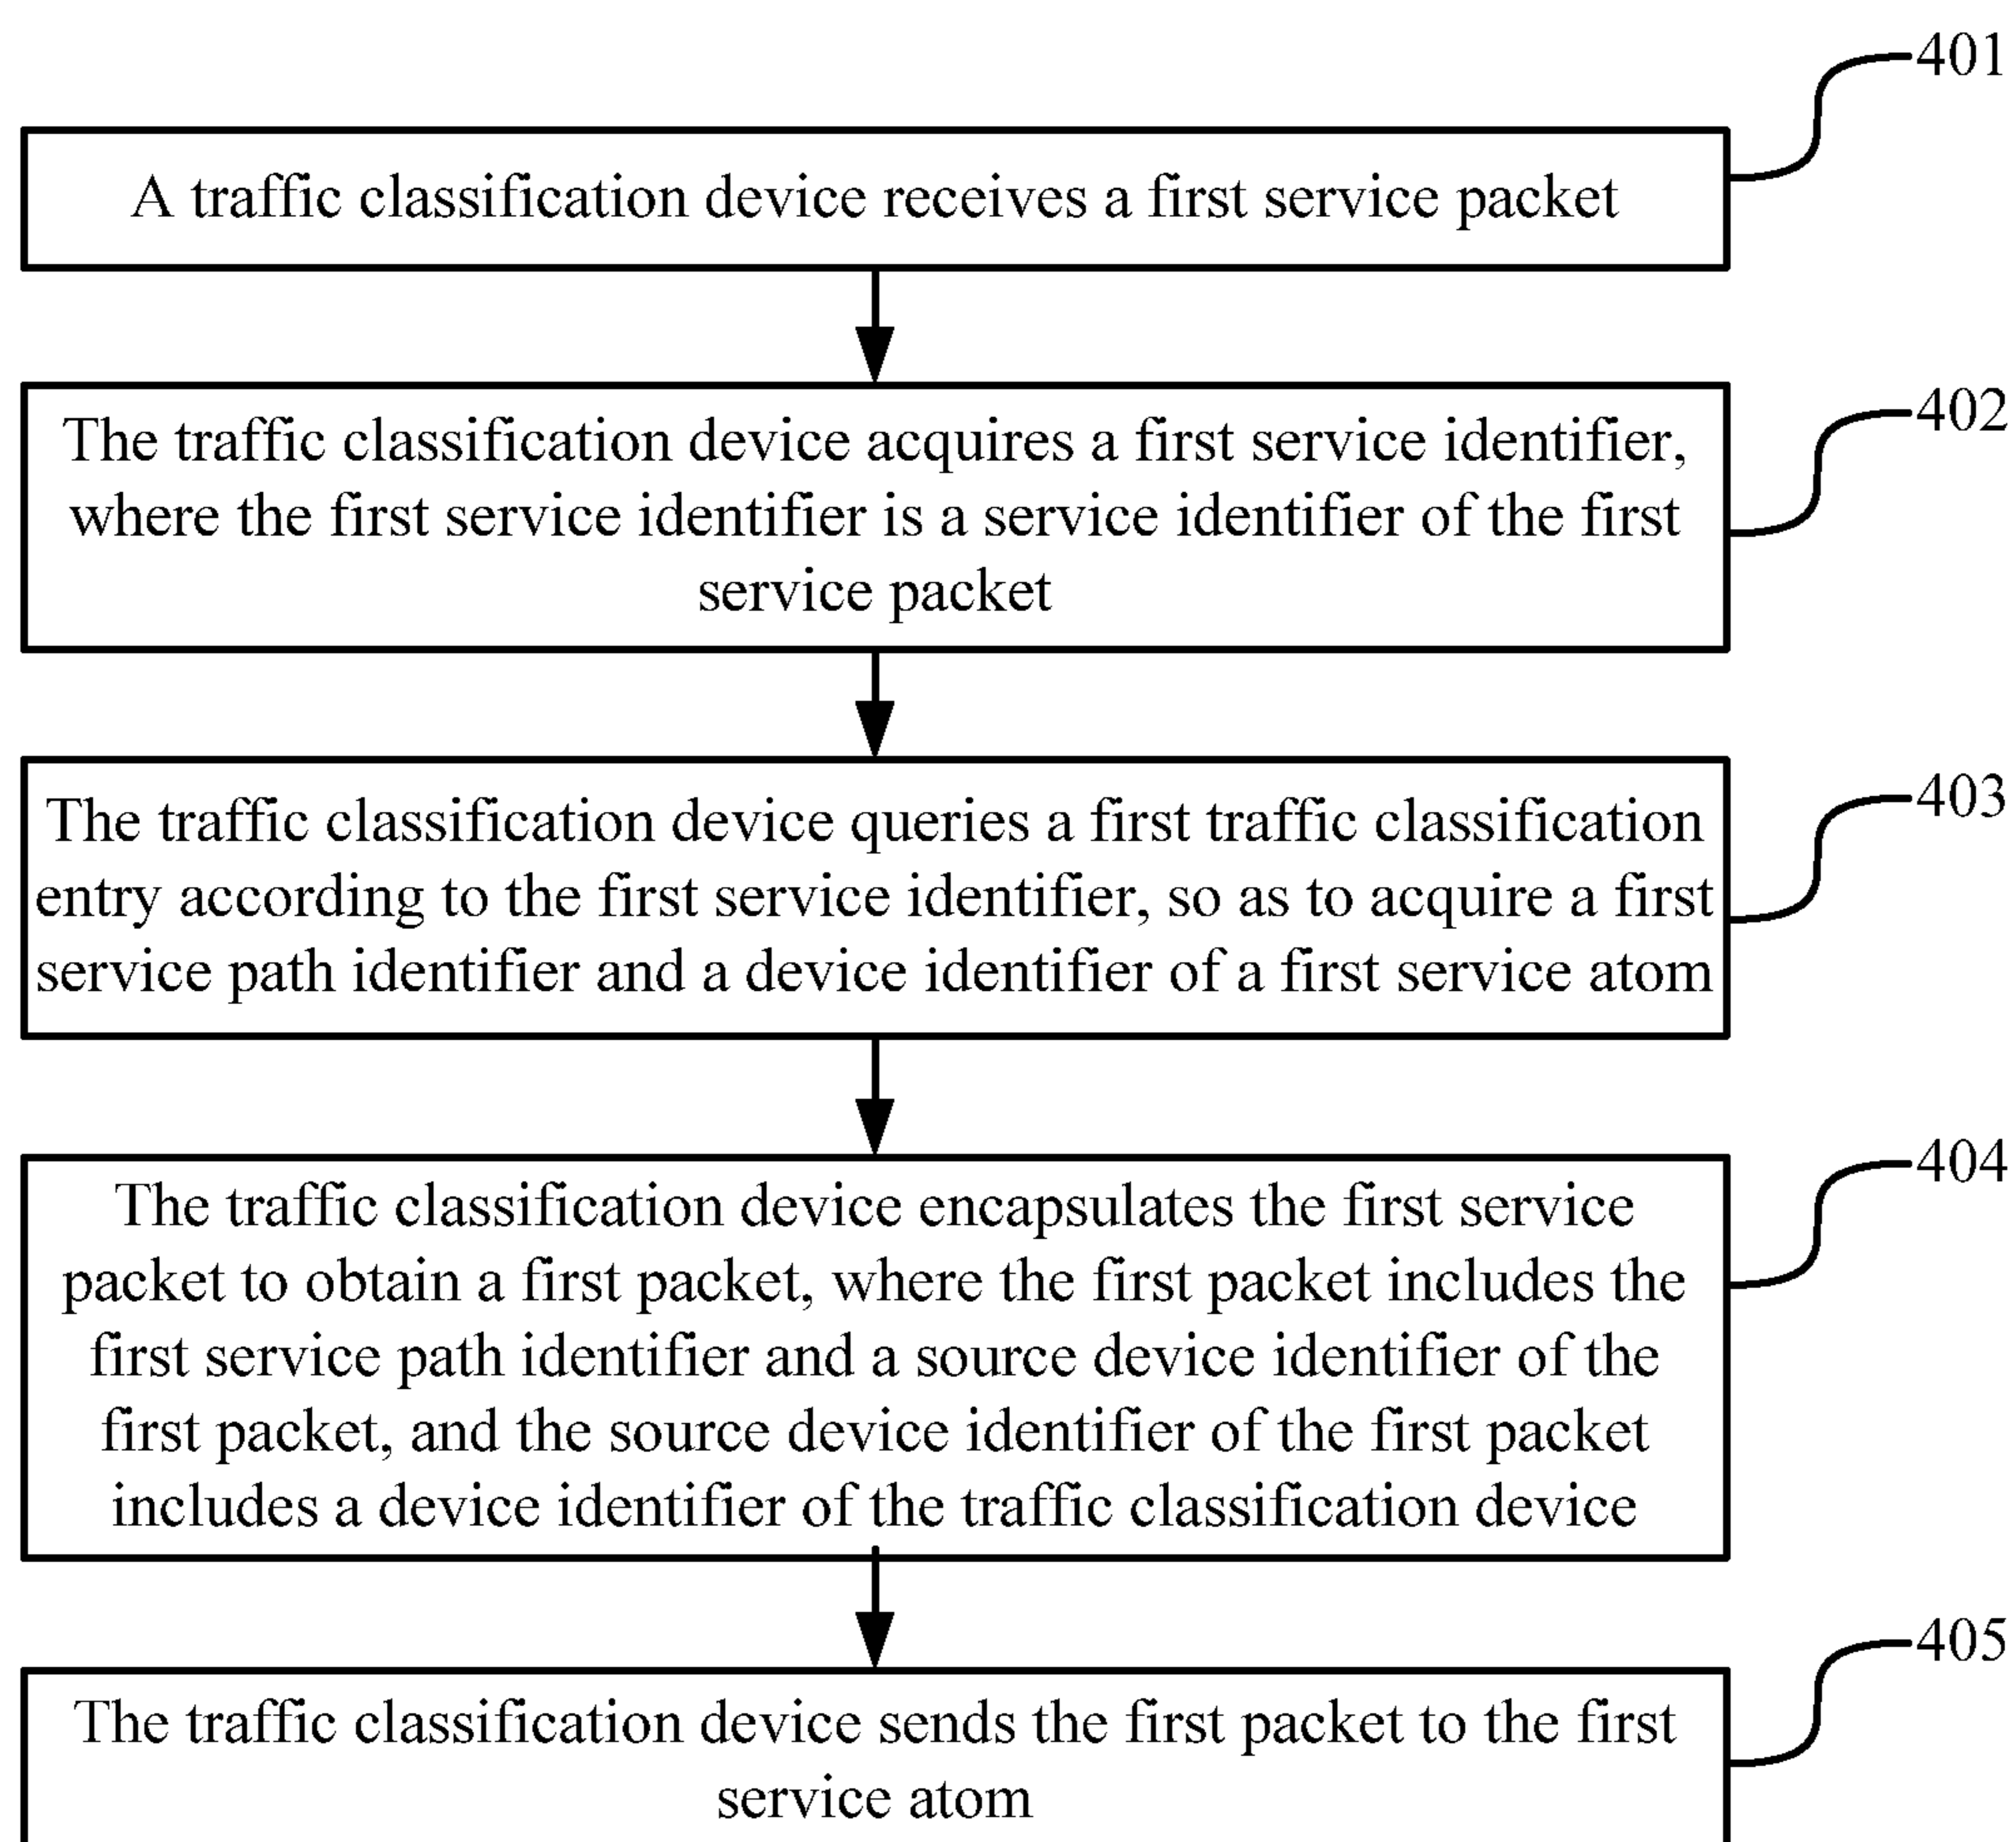 401
A traffic classification device receives a first service packet
402
The traffic classification device acquires a first service identifier,
where the first service identifier is a service identifier of the first
service packet
403
The traffic classification device queries a first traffic classification
entry according to the first service identifier, so as to acquire a first
service path identifier and a device identifier of a first service atom
404
The traffic classification device encapsulates the first service
packet to obtain a first packet, where the first packet includes the
first service path identifier and a source device identifier of the
first packet, and the source device identifier of the first packet
includes a device identifier of the traffic classification device
405
The traffic classification device sends the first packet to the first
service atom